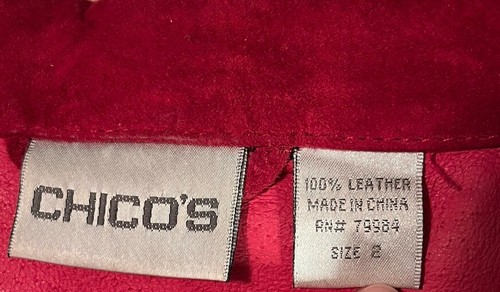 CHICO'S
100% LEATHER
MADE IN CHINA
RN# 79984
SIZE 2